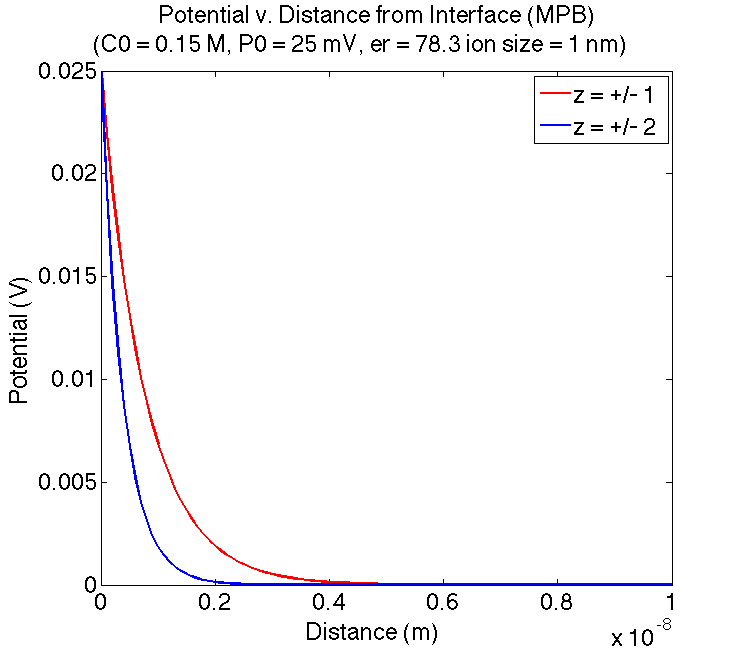 Potential v. Distance from Interface (MPB)
(C0 = 0.15 M, P0 = 25 mV, er = 78.3 ion size = 1 nm)
z = +/- 1
z = +/- 2
Potential (V)
0.025
0.02
0.015
0.01
0.005
0
0 0.2 0.4 0.6 0.8 1
Distance (m)
x 10^-8